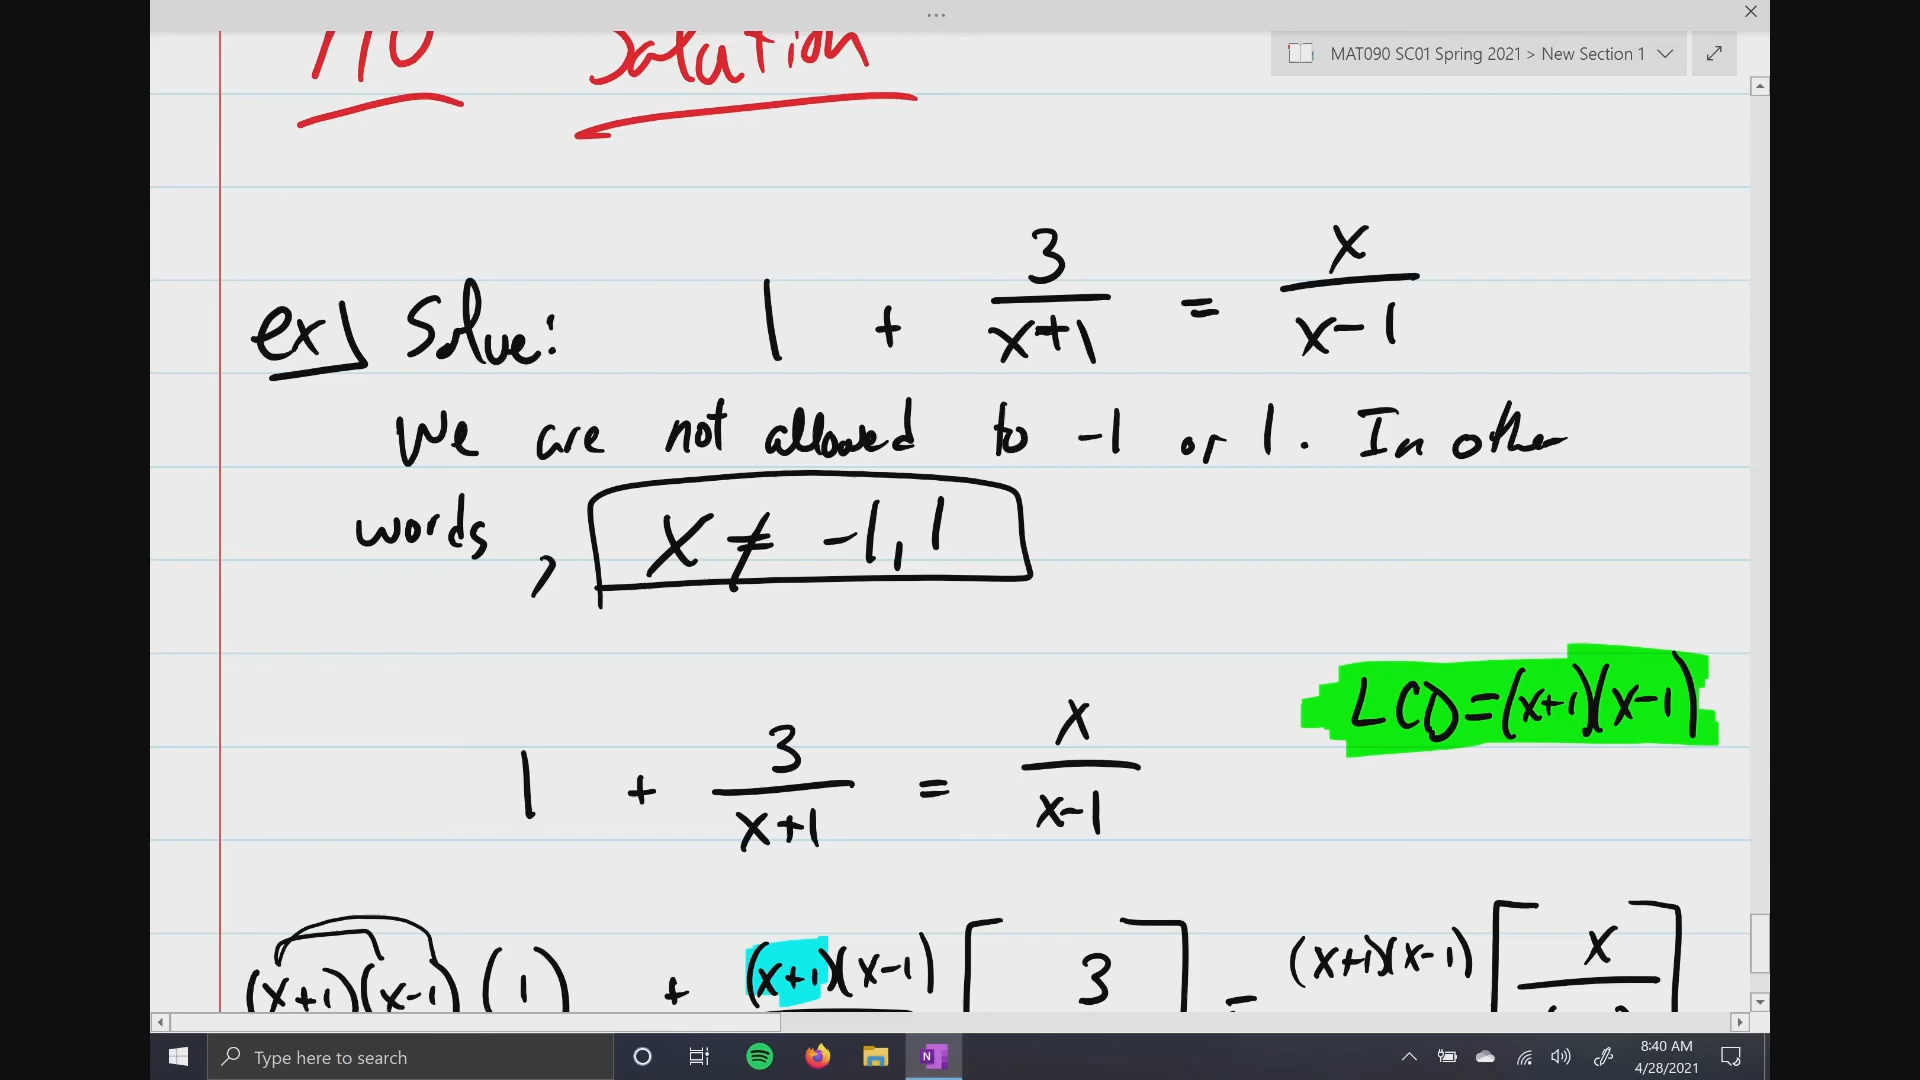 ...
MAT090 SC01 Spring 2021 > New Section 1
No Solution
ex) Solve: 1 + 3/(x+1) = x/(x-1)
We are not allowed to -1 or 1. In other
words, x ≠ -1, 1
LCD=(x+1)(x-1)
1 + 3/(x+1) = x/(x-1)
(x+1)(x-1)(1) + (x+1)(x-1)[3 = (x+1)(x-1)[x
Type here to search
8:40 AM
4/28/2021